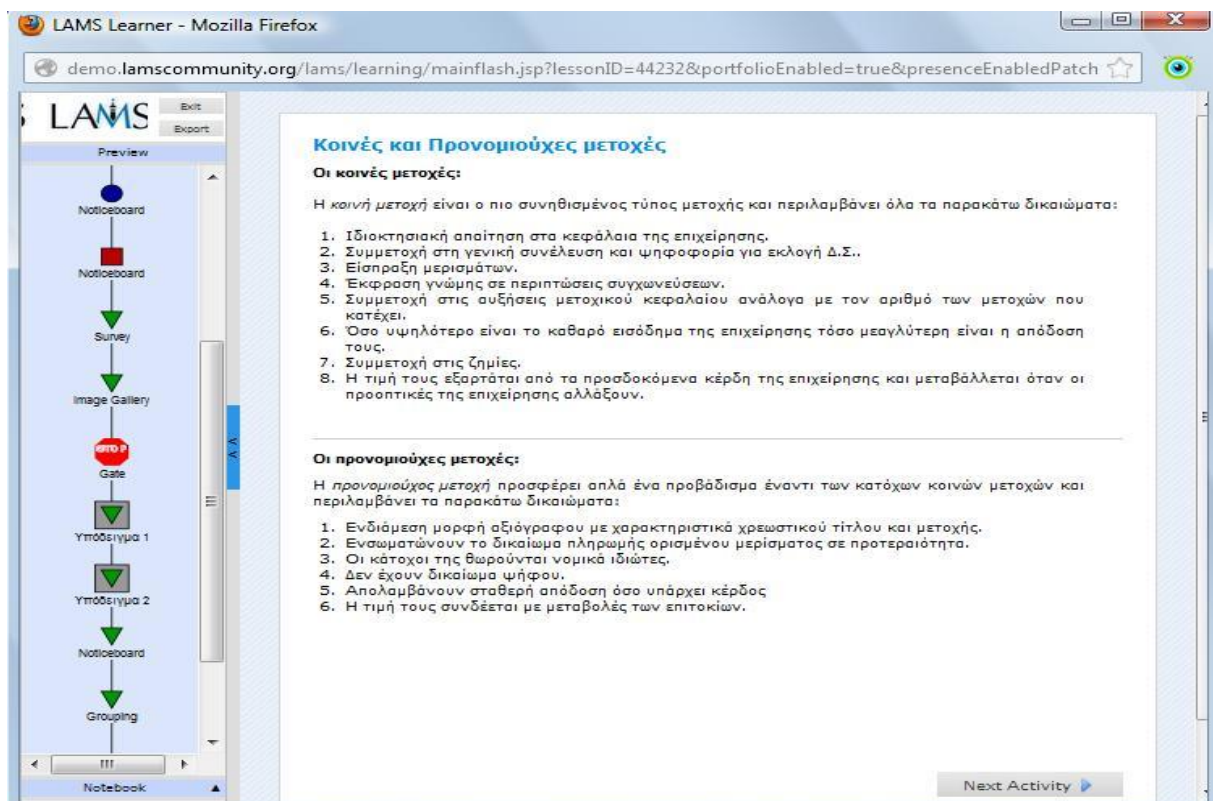 LAMS Learner - Mozilla Firefox
demo.lamscommunity.org/lams/learning/mainflash.jsp?lessonID=44232&portfolioEnabled=true&presenceEnabledPatch
LAMS
Exit
Export
Preview
Noticeboard
Noticeboard
Survey
Image Gallery
Gate
Υπόδειγμα 1
Υπόδειγμα 2
Noticeboard
Grouping
Notebook
Κοινές και Προνομιούχες μετοχές
Οι κοινές μετοχές:
Η κοινή μετοχή είναι ο πιο συνηθισμένος τύπος μετοχής και περιλαμβάνει όλα τα παρακάτω δικαιώματα:
1. Ιδιοκτησιακή απαίτηση στα κεφάλαια της επιχείρησης.
2. Συμμετοχή στη γενική συνέλευση και ψηφοφορία για εκλογή Δ.Σ..
3. Είσπραξη μερισμάτων.
4. Έκφραση γνώμης σε περιπτώσεις συγχωνεύσεων.
5. Συμμετοχή στις αυξήσεις μετοχικού κεφαλαίου ανάλογα με τον αριθμό των μετοχών που
κατέχει.
6. Όσο υψηλότερο είναι το καθαρό εισόδημα της επιχείρησης τόσο μεαγλύτερη είναι η απόδοση
τους.
7. Συμμετοχή στις ζημίες.
8. Η τιμή τους εξαρτάται από τα προσδοκόμενα κέρδη της επιχείρησης και μεταβάλλεται όταν οι
προοπτικές της επιχείρησης αλλάξουν.
Οι προνομιούχες μετοχές:
Η προνομιούχος μετοχή προσφέρει απλά ένα προβάδισμα έναντι των κατόχων κοινών μετοχών και
περιλαμβάνει τα παρακάτω δικαιώματα:
1. Ενδιάμεση μορφή αξιόγραφου με χαρακτηριστικά χρεωστικού τίτλου και μετοχής.
2. Ενσωματώνουν το δικαίωμα πληρωμής ορισμένου μερίσματος σε προτεραιότητα.
3. Οι κάτοχοι της θωρούνται νομικά ιδιώτες.
4. Δεν έχουν δικαίωμα ψήφου.
5. Απολαμβάνουν σταθερή απόδοση όσο υπάρχει κέρδος
6. Η τιμή τους συνδέεται με μεταβολές των επιτοκίων.
Next Activity